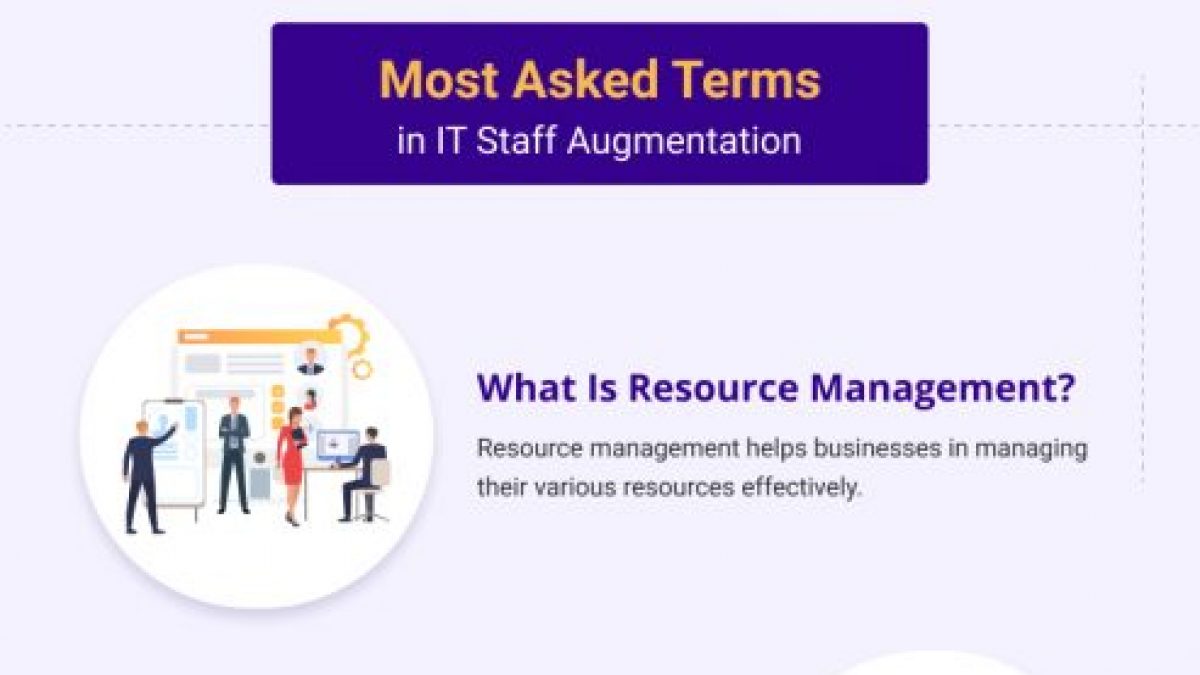 Most Asked Terms
in IT Staff Augmentation
What Is Resource Management?
Resource management helps businesses in managing
their various resources effectively.